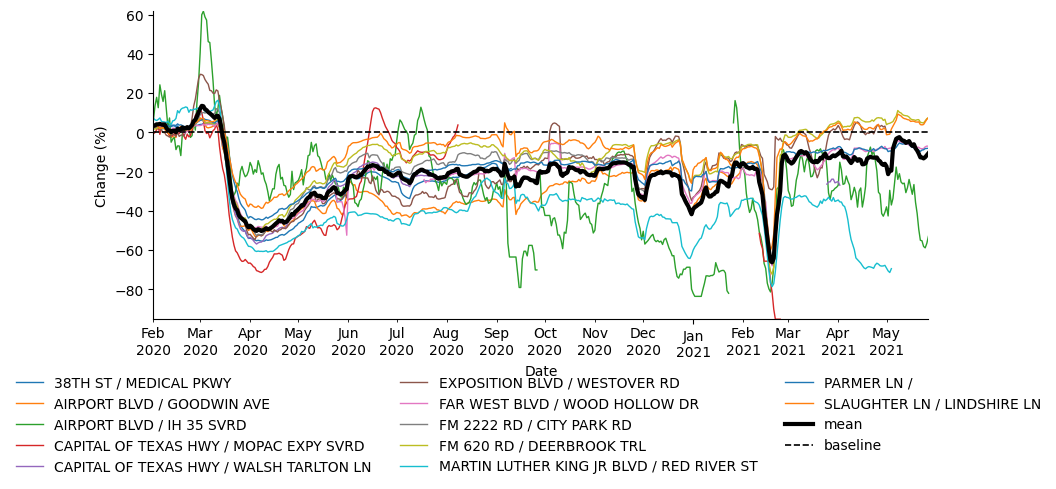 60
40
20
0
−20
−40
−60
−80
Change (%)
Feb Mar Apr May Jun Jul Aug Sep Oct Nov Dec Jan Feb Mar Apr May
2020 2020 2020 2020 2020 2020 2020 2020 2020 2020 2020 2021 2021 2021 2021 2021
Date
38TH ST / MEDICAL PKWY
AIRPORT BLVD / GOODWIN AVE
AIRPORT BLVD / IH 35 SVRD
CAPITAL OF TEXAS HWY / MOPAC EXPY SVRD
CAPITAL OF TEXAS HWY / WALSH TARLTON LN
EXPOSITION BLVD / WESTOVER RD
FAR WEST BLVD / WOOD HOLLOW DR
FM 2222 RD / CITY PARK RD
FM 620 RD / DEERBROOK TRL
MARTIN LUTHER KING JR BLVD / RED RIVER ST
PARMER LN /
SLAUGHTER LN / LINDSHIRE LN
mean
baseline